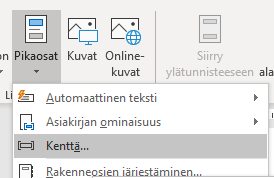 Pikaosat
Kuvat
Online-
kuvat
Siirry
ylätunnisteeseen
Automaattinen teksti
Asiakirjan ominaisuus
Kenttä...
Rakenneosien järjestäminen...